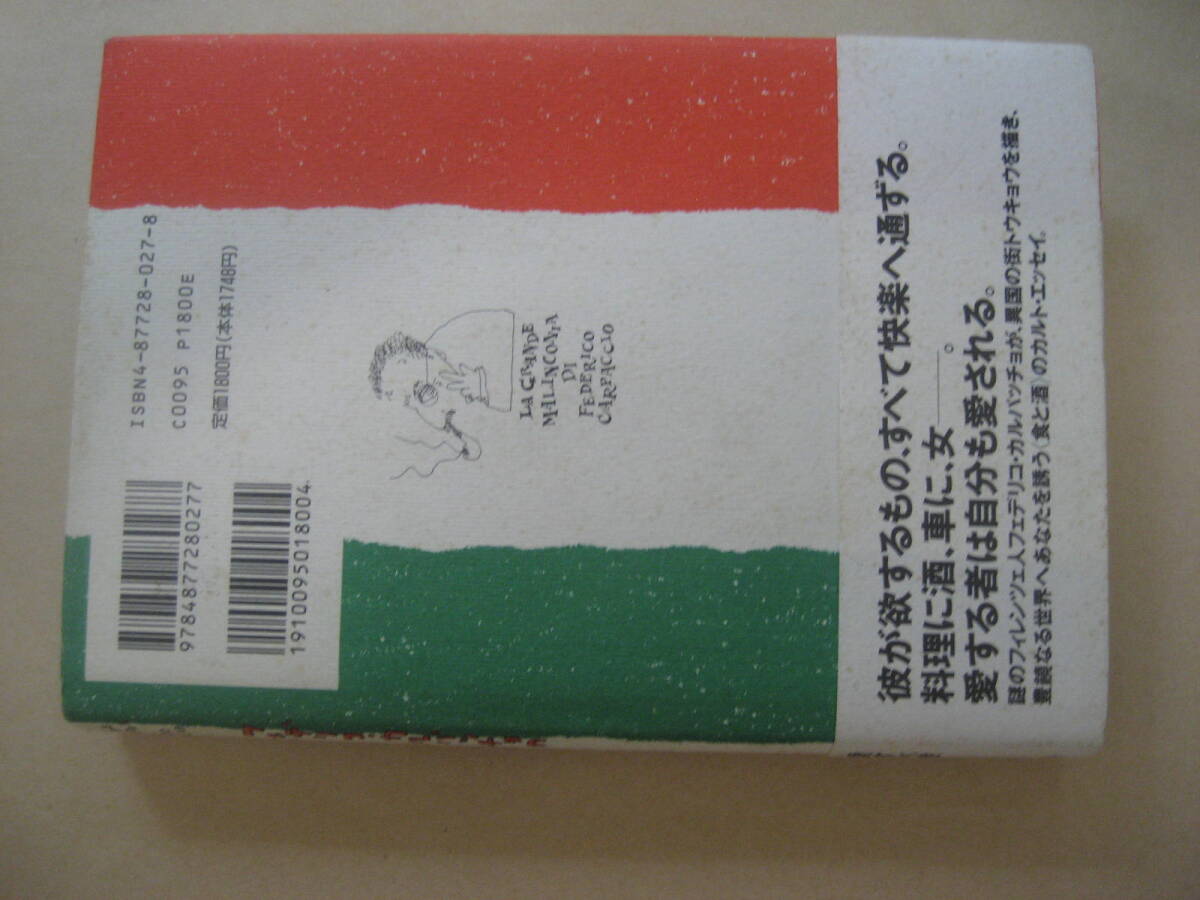 ISBN4-87728-027-8
C0095 P1800E
定価1800円(本体1748円)
9784877280277
1910095018004
LA GRANDE
MALINCONIA
DI
FEDERICO
CARPACCIO
彼が欲するもの、すべて快楽へ通ずる。
料理に酒、車に、女――。
愛する者は自分も愛される。
謎のフィレンツェ人フェデリコ・カルパッチョが、異国の街トウキョウを描き、
豊饒なる世界へあなたを誘う〈食と酒〉のカルト・エッセイ。